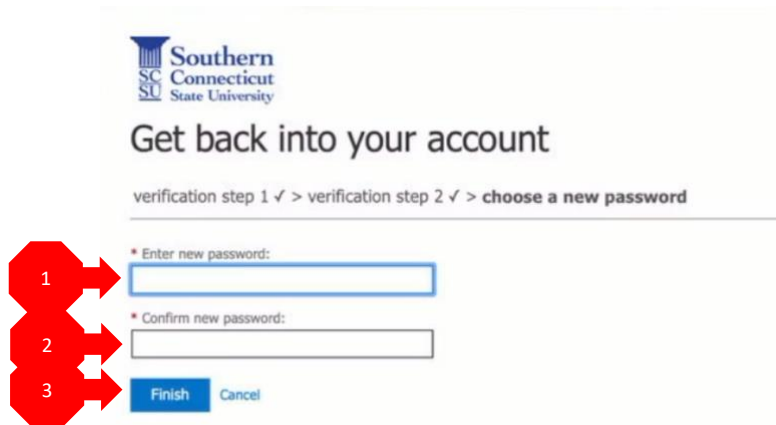 Southern
SC Connecticut
SU State University
Get back into your account
verification step 1 ✓ > verification step 2 ✓ > choose a new password
* Enter new password:
1
* Confirm new password:
2
3
Finish Cancel